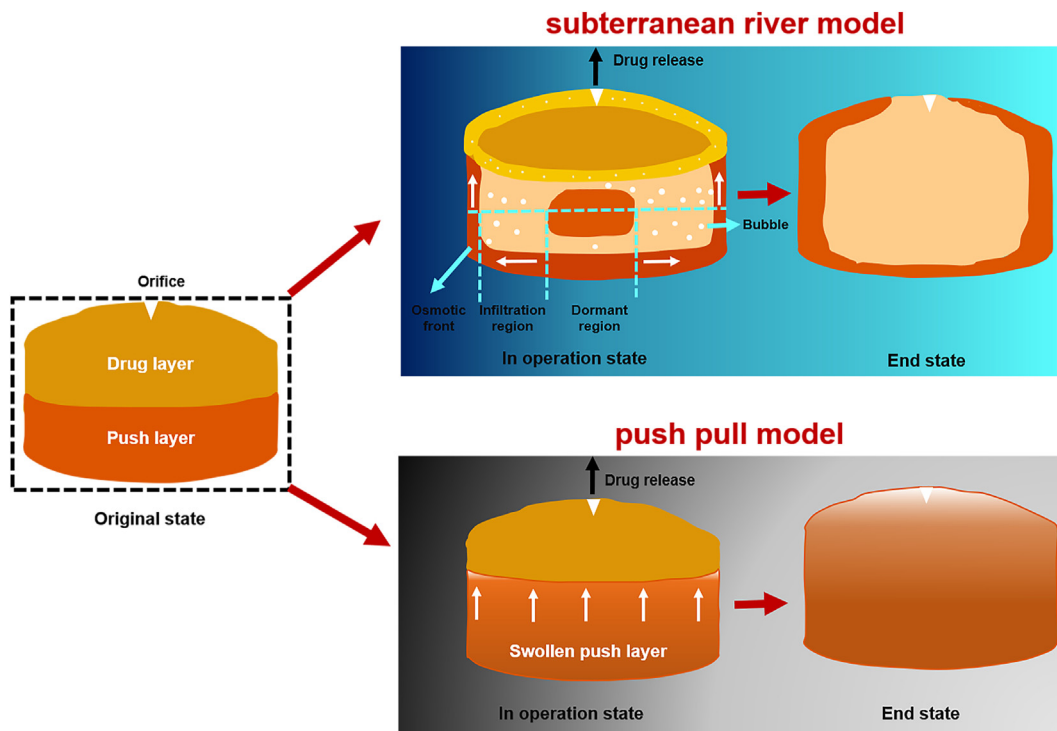 subterranean river model
Drug release
Bubble
Osmotic
front
Infiltration
region
Dormant
region
In operation state
End state
Orifice
Drug layer
Push layer
Original state
push pull model
Drug release
Swollen push layer
In operation state
End state